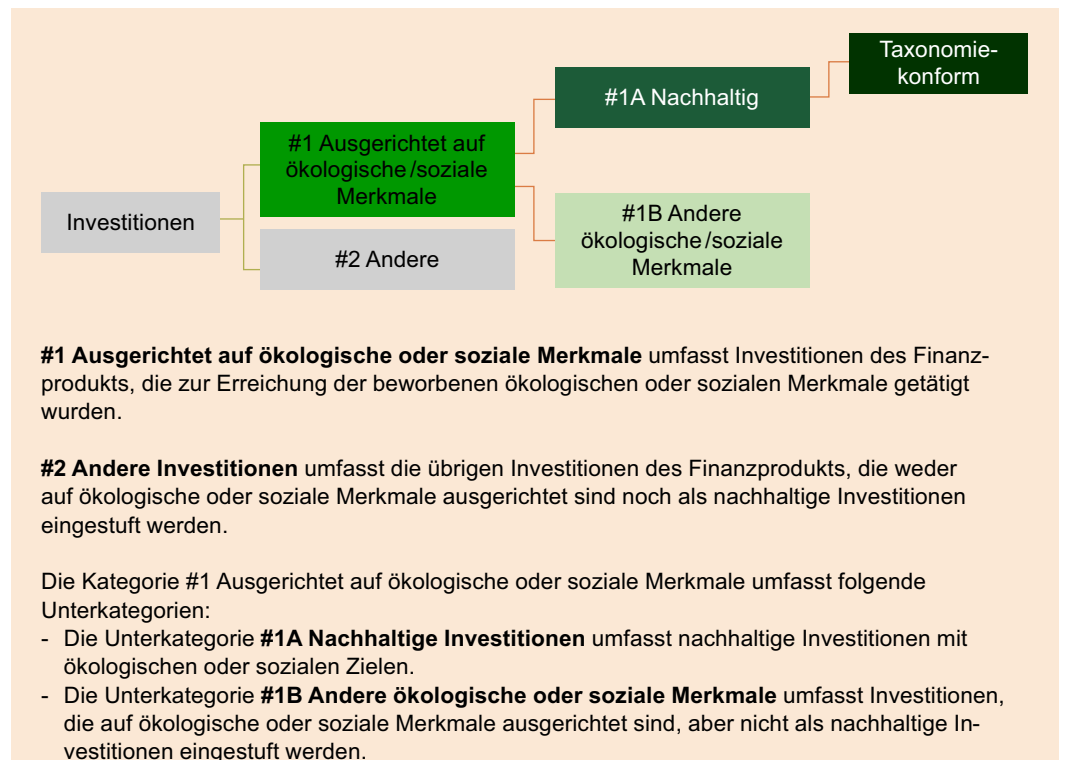 Taxonomie-
konform
#1A Nachhaltig
#1 Ausgerichtet auf
ökologische/soziale
Merkmale
#1B Andere
ökologische/soziale
Merkmale
Investitionen
#2 Andere
#1 Ausgerichtet auf ökologische oder soziale Merkmale umfasst Investitionen des Finanz-
produkts, die zur Erreichung der beworbenen ökologischen oder sozialen Merkmale getätigt
wurden.
#2 Andere Investitionen umfasst die übrigen Investitionen des Finanzprodukts, die weder
auf ökologische oder soziale Merkmale ausgerichtet sind noch als nachhaltige Investitionen
eingestuft werden.
Die Kategorie #1 Ausgerichtet auf ökologische oder soziale Merkmale umfasst folgende
Unterkategorien:
- Die Unterkategorie #1A Nachhaltige Investitionen umfasst nachhaltige Investitionen mit
ökologischen oder sozialen Zielen.
- Die Unterkategorie #1B Andere ökologische oder soziale Merkmale umfasst Investitionen,
die auf ökologische oder soziale Merkmale ausgerichtet sind, aber nicht als nachhaltige In-
vestitionen eingestuft werden.